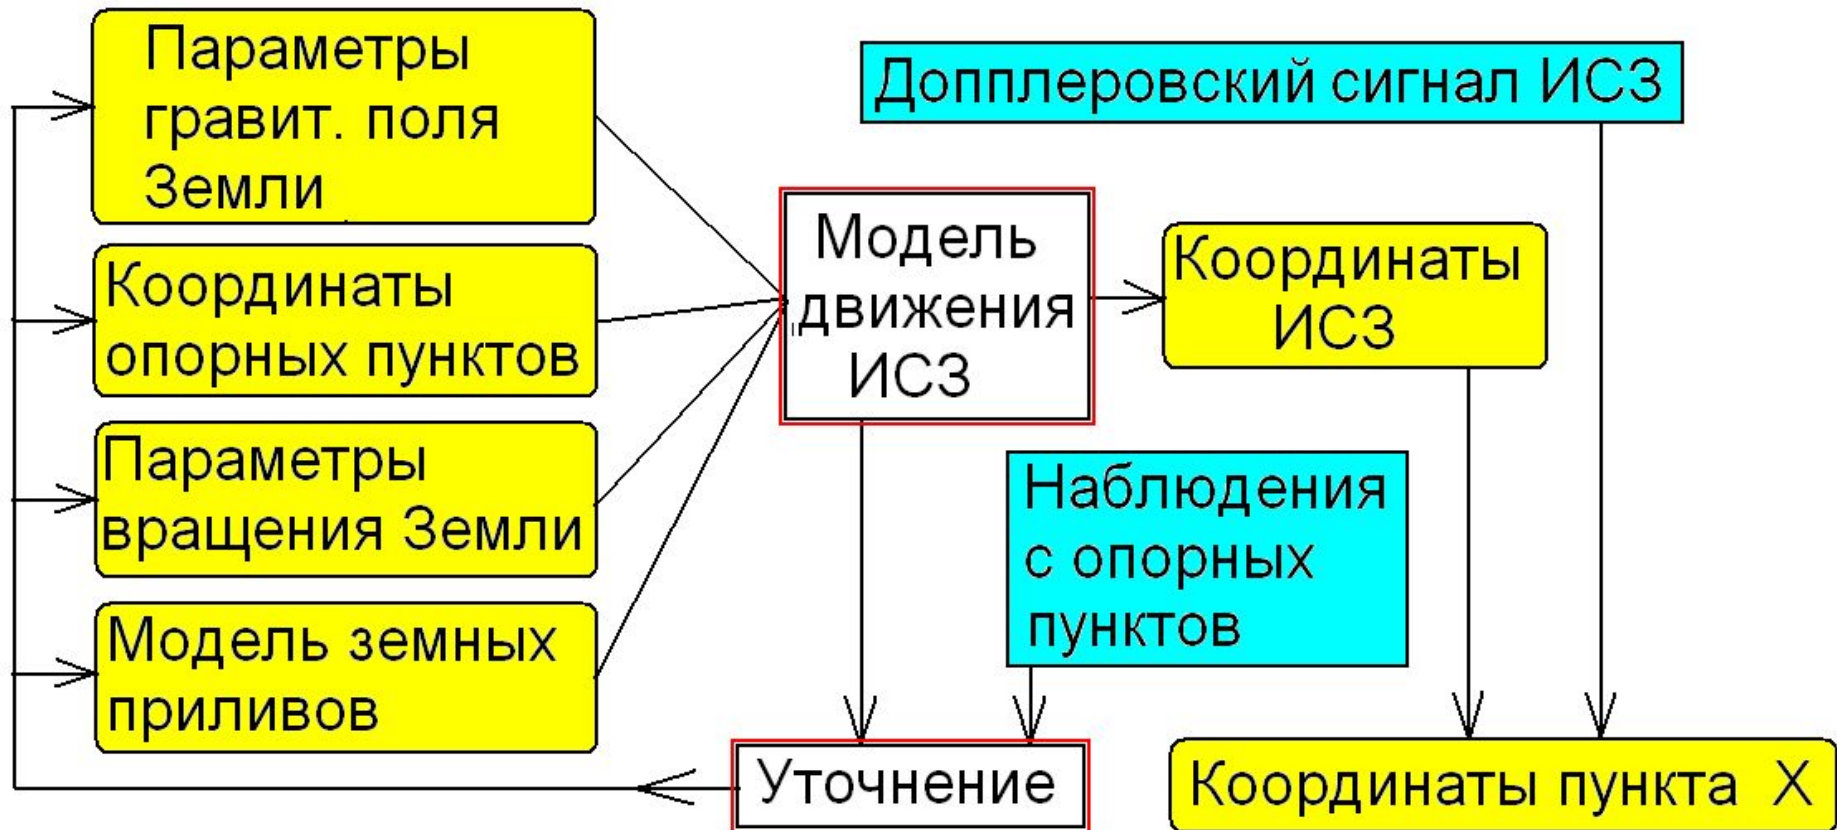 Параметры
гравит. поля
Земли
Координаты
опорных пунктов
Параметры
вращения Земли
Модель земных
приливов
Допплеровский сигнал ИСЗ
Модель
движения
ИСЗ
Координаты
ИСЗ
Наблюдения
с опорных
пунктов
Уточнение
Координаты пункта X